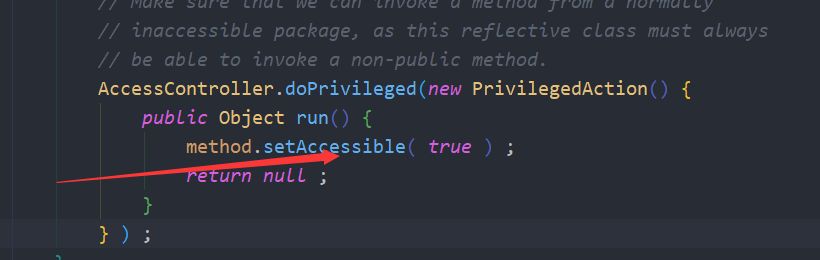 // Make sure that we can invoke a method from a normally
// inaccessible package, as this reflective class must always
// be able to invoke a non-public method.
AccessController.doPrivileged(new PrivilegedAction() {
public Object run() {
method.setAccessible( true ) ;
return null ;
}
} ) ;
}